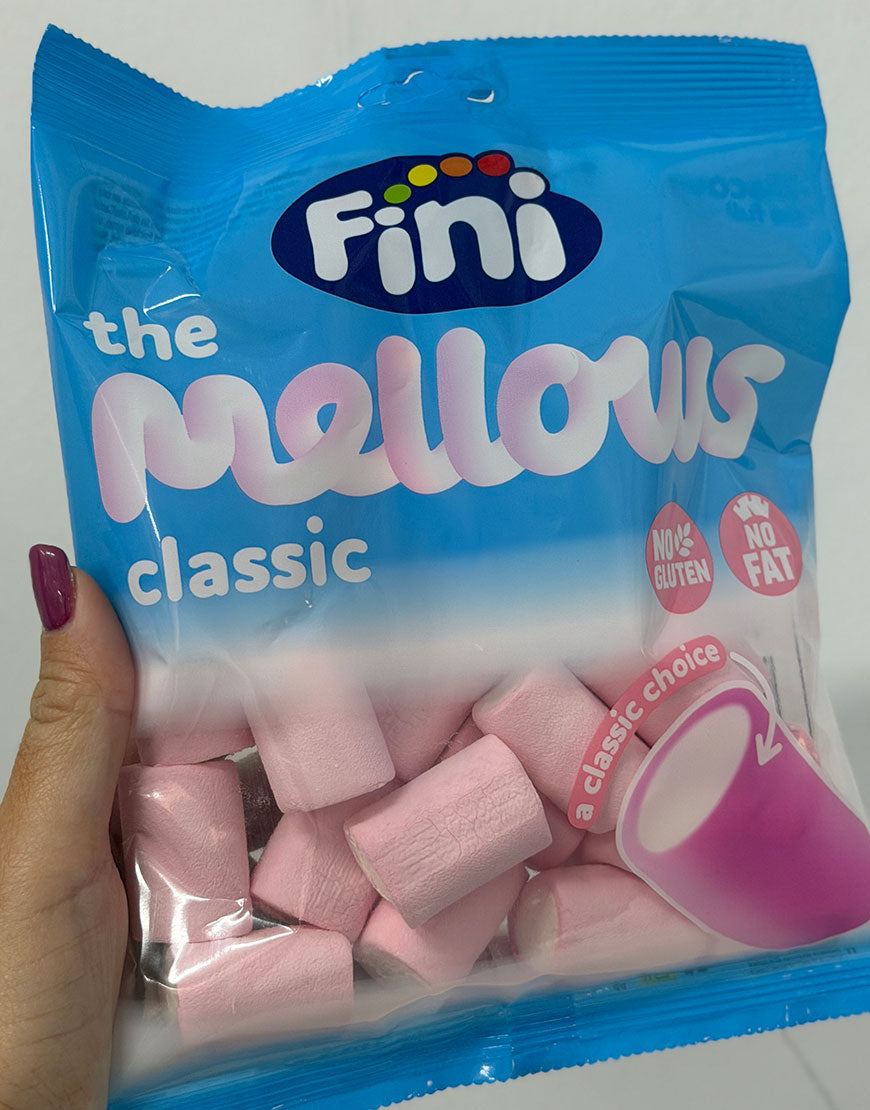 Fini
the
mellows
classic
NO
GLUTEN
NO
FAT
a classic choice